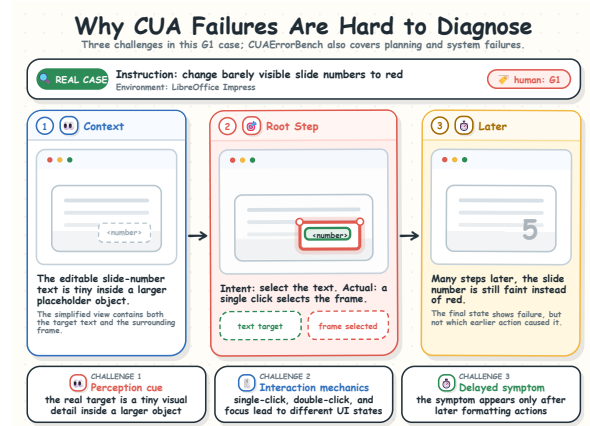 Why CUA Failures Are Hard to Diagnose
Three challenges in this G1 case; CUAErrorBench also covers planning and system failures.
REAL CASE
Instruction: change barely visible slide numbers to red
Environment: LibreOffice Impress
human: G1
1 Context
<number>
The editable slide-number
text is tiny inside a larger
placeholder object.
The simplified view contains both
the target text and the surrounding
frame.
2 Root Step
<number>
Intent: select the text. Actual: a
single click selects the frame.
text target
frame selected
3 Later
5
Many steps later, the slide
number is still faint instead
of red.
The final state shows failure, but
not which earlier action caused it.
CHALLENGE 1
Perception cue
the real target is a tiny visual
detail inside a larger object
CHALLENGE 2
Interaction mechanics
single-click, double-click, and
focus lead to different UI states
CHALLENGE 3
Delayed symptom
the symptom appears only after
later formatting actions